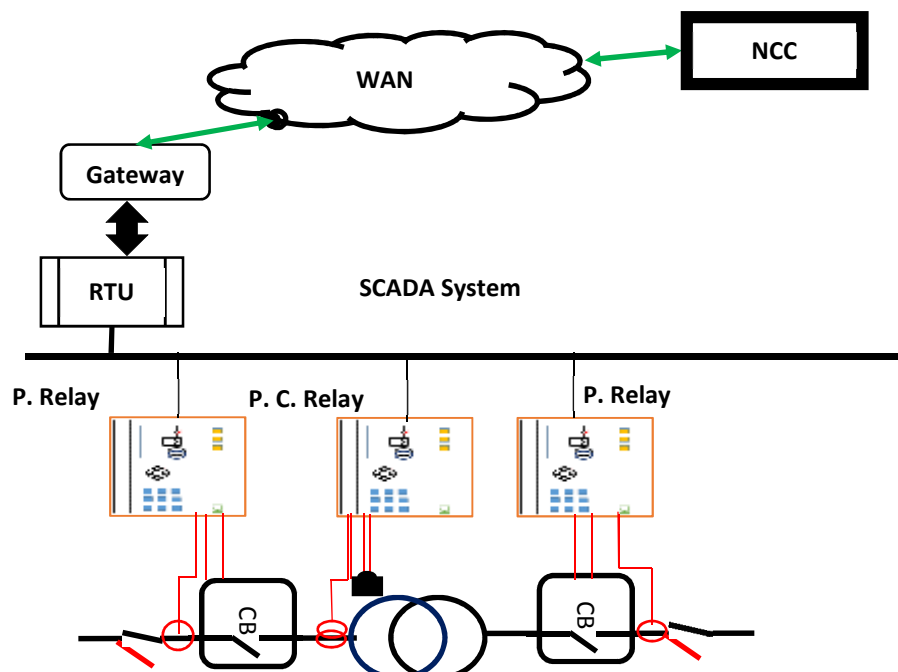 NCC
WAN
Gateway
RTU
SCADA System
P. Relay
P. C. Relay
P. Relay
CB
CB